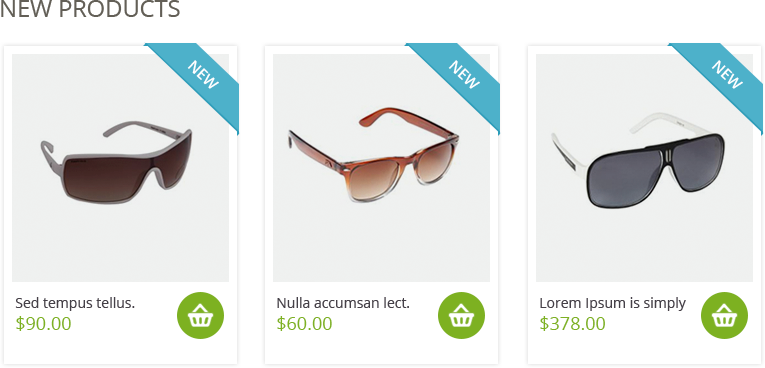 NEW PRODUCTS
NEW
NEW
NEW
Sed tempus tellus.
$90.00
Nulla accumsan lect.
$60.00
Lorem Ipsum is simply
$378.00